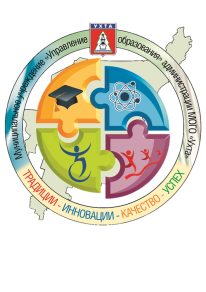 УХТА
Муниципальное учреждение «Управление образования» администрации МОГО «Ухта»
ТРАДИЦИИ - ИННОВАЦИИ - КАЧЕСТВО - УСПЕХ